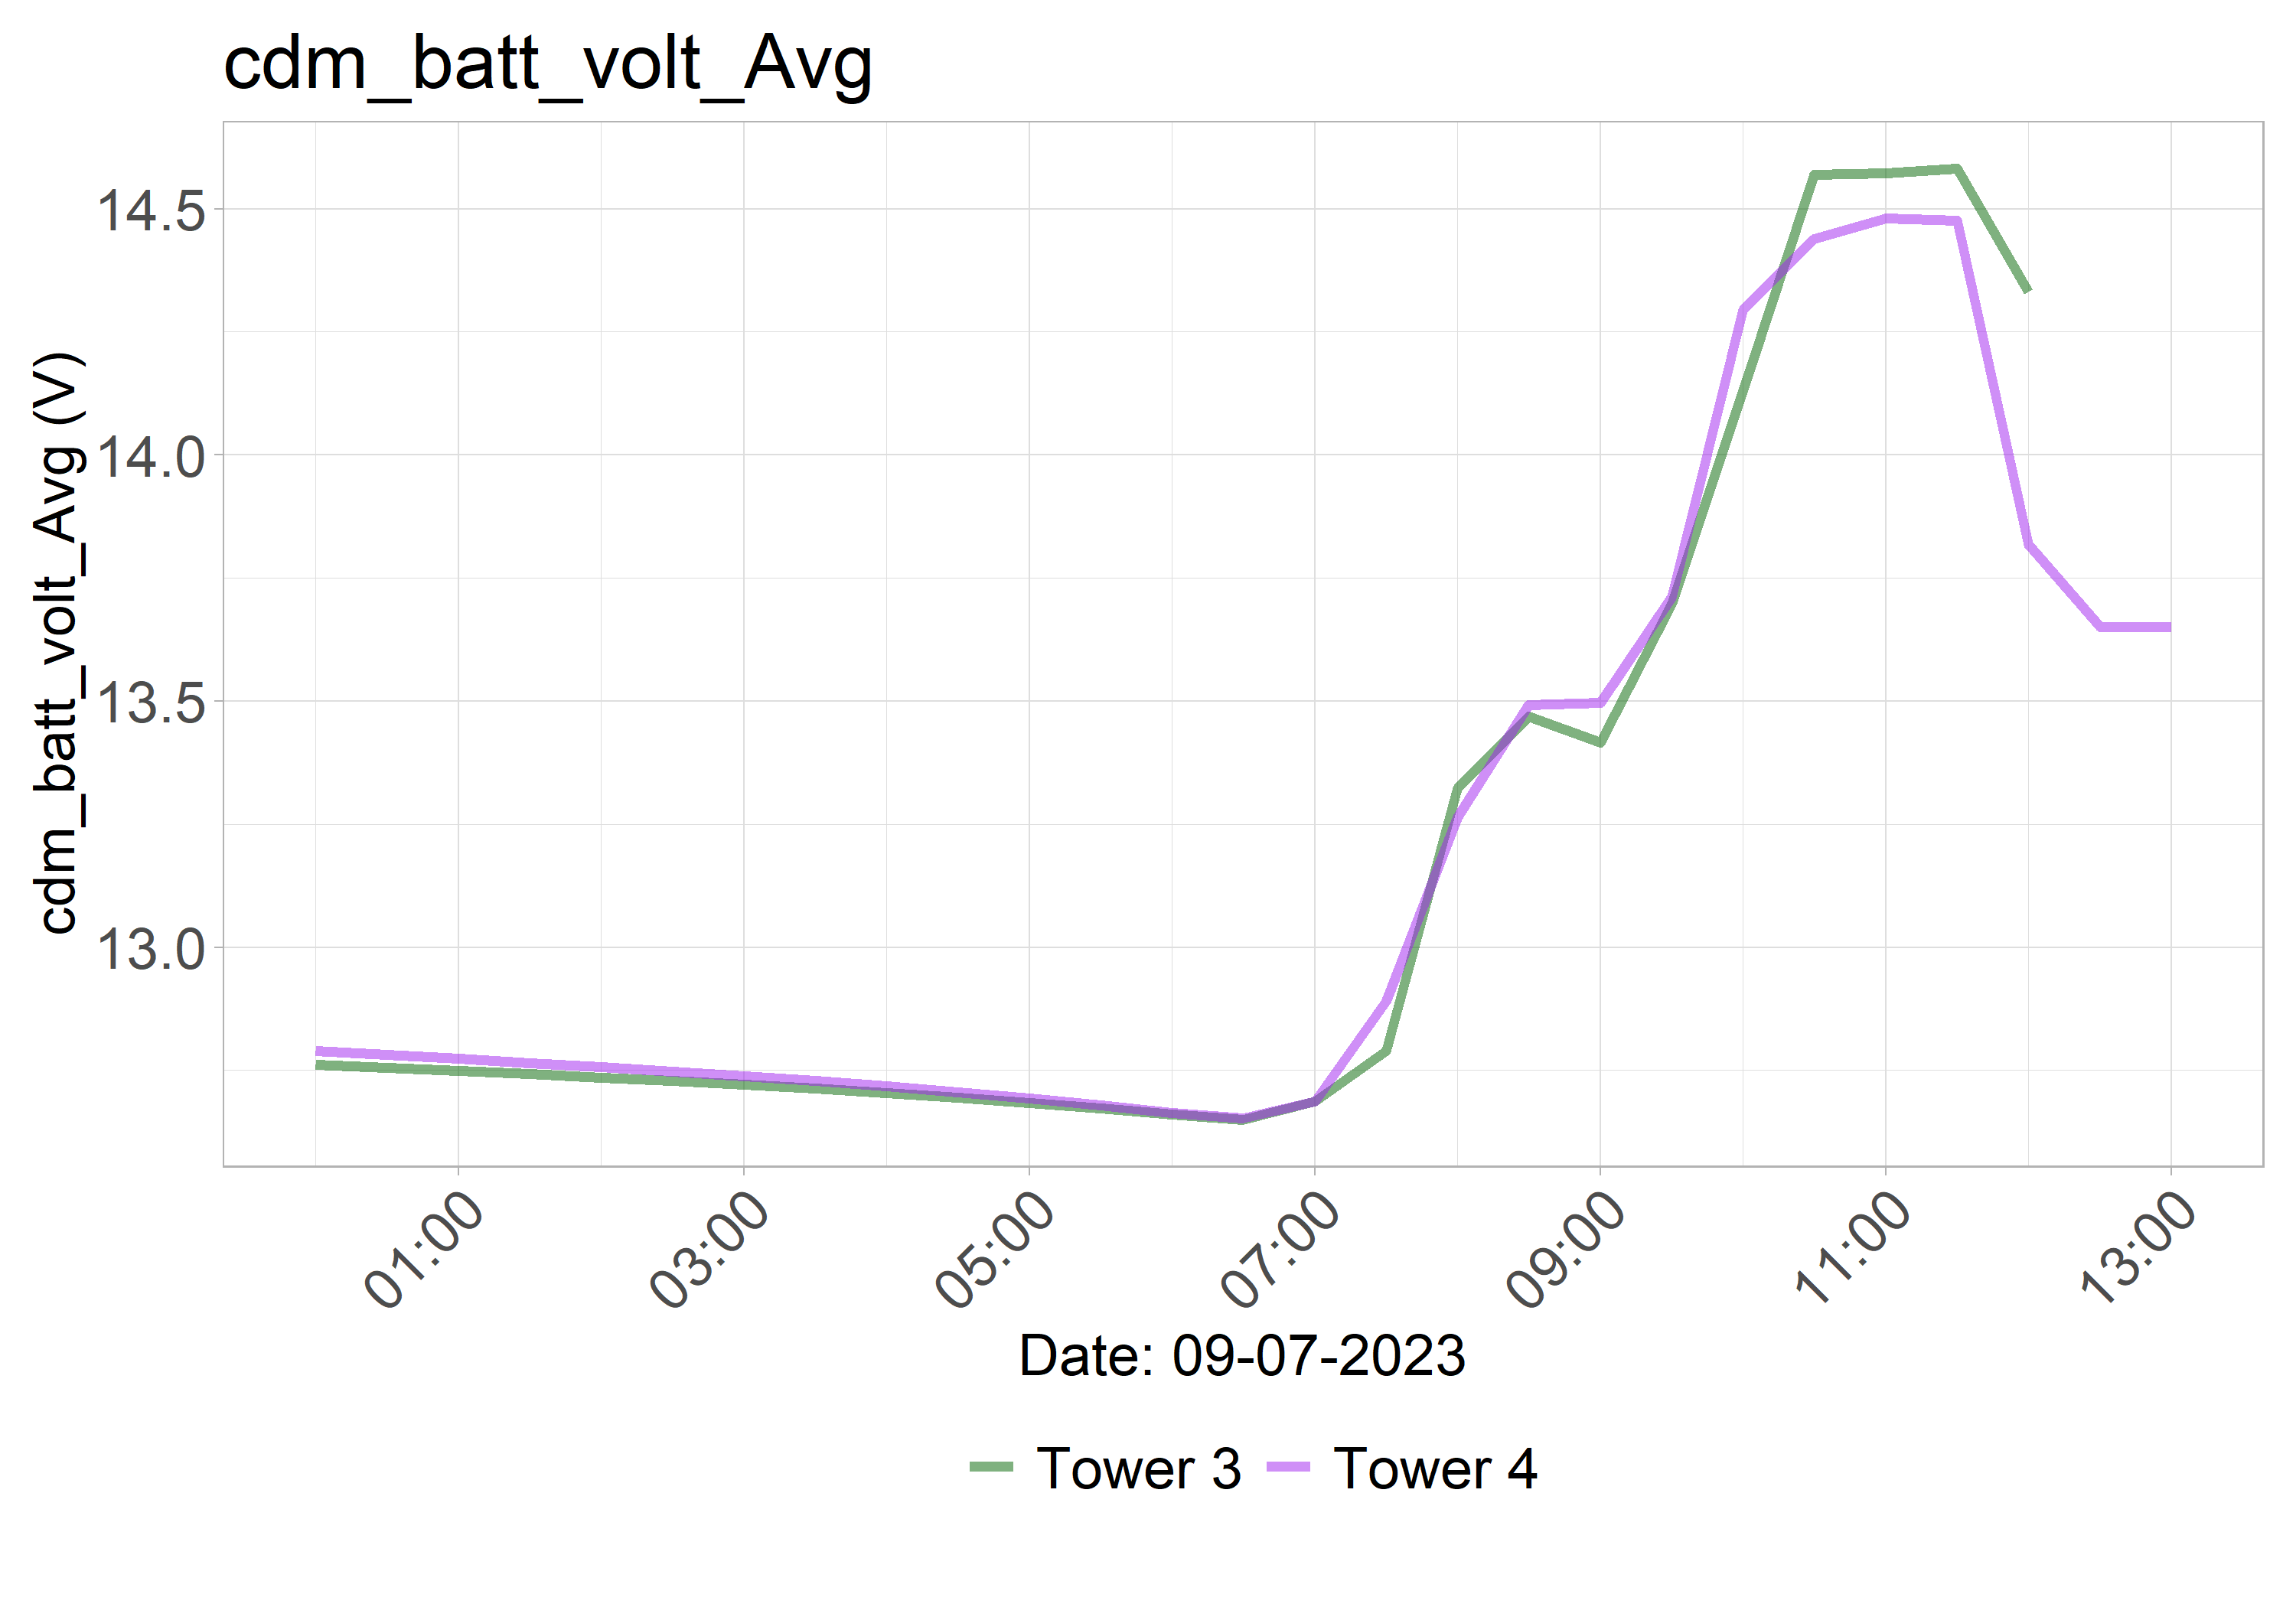 cdm_batt_volt_Avg
cdm_batt_volt_Avg (V)
14.5
14.0
13.5
13.0
01:00
03:00
05:00
07:00
09:00
11:00
13:00
Date: 09-07-2023
Tower 3
Tower 4